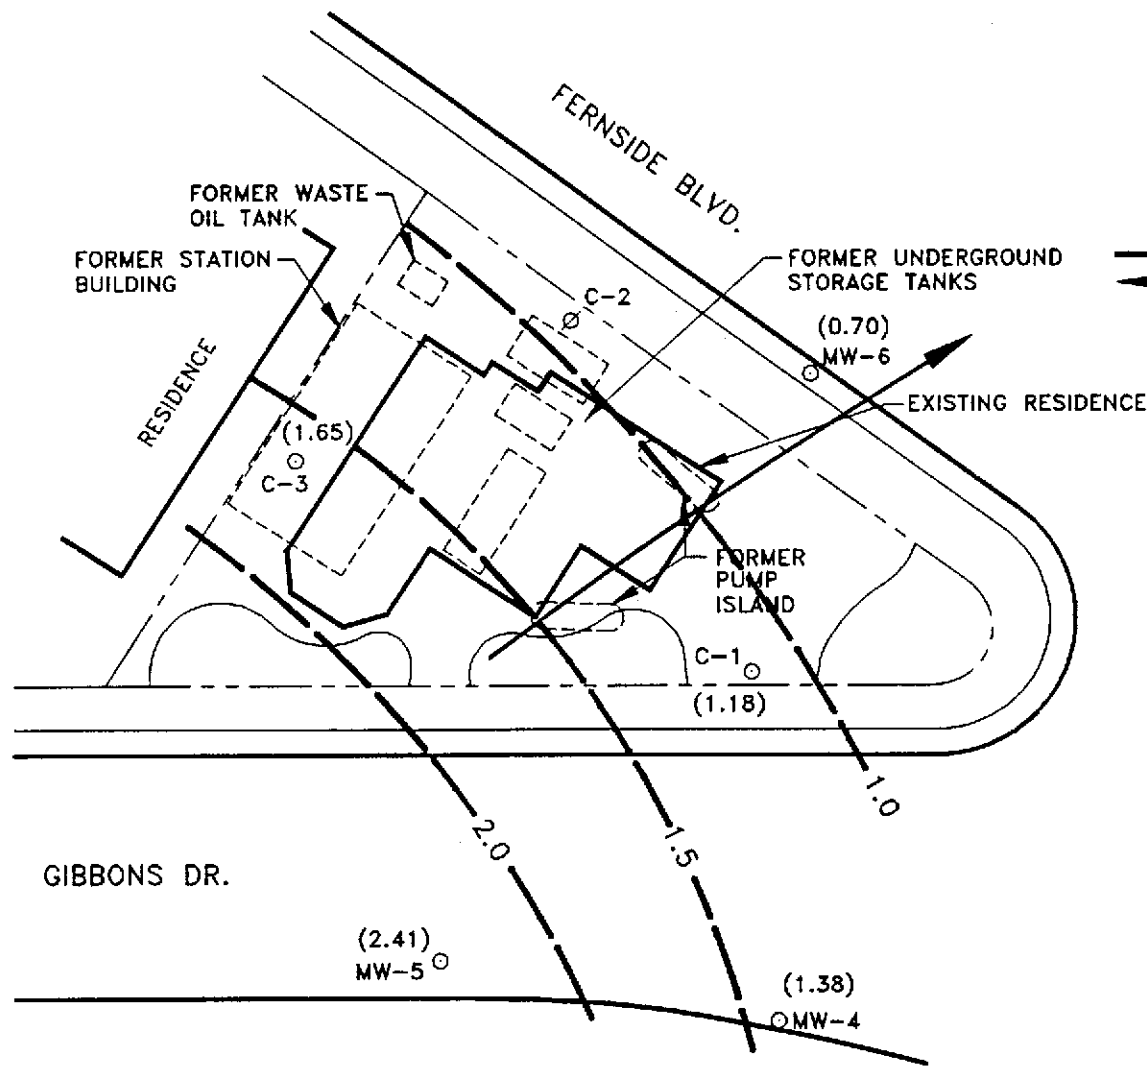 FERNSIDE BLVD.
FORMER WASTE
OIL TANK
FORMER STATION
BUILDING
FORMER UNDERGROUND
STORAGE TANKS
C-2
(0.70)
MW-6
RESIDENCE
EXISTING RESIDENCE
(1.65)
C-3
FORMER
PUMP
ISLAND
C-1
(1.18)
1.0
2.0
1.5
GIBBONS DR.
(2.41)
MW-5
(1.38)
MW-4